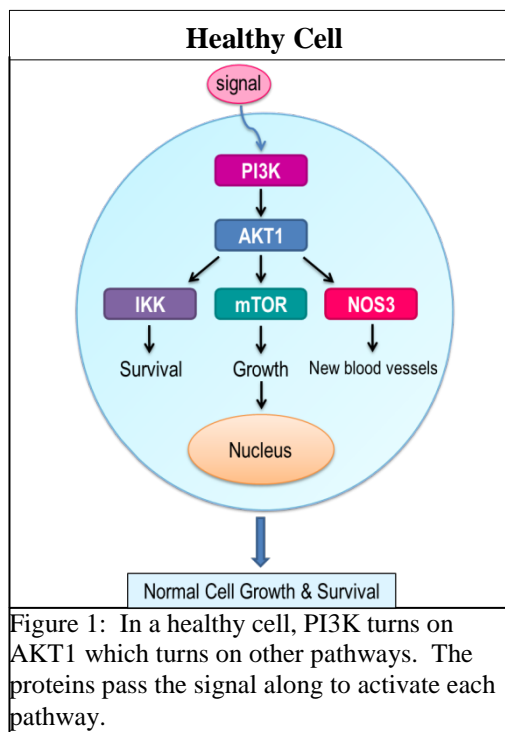 Healthy Cell
signal
PI3K
AKT1
IKK mTOR NOS3
Survival Growth New blood vessels
Nucleus
Normal Cell Growth & Survival
Figure 1:  In a healthy cell, PI3K turns on
AKT1 which turns on other pathways.  The
proteins pass the signal along to activate each
pathway.